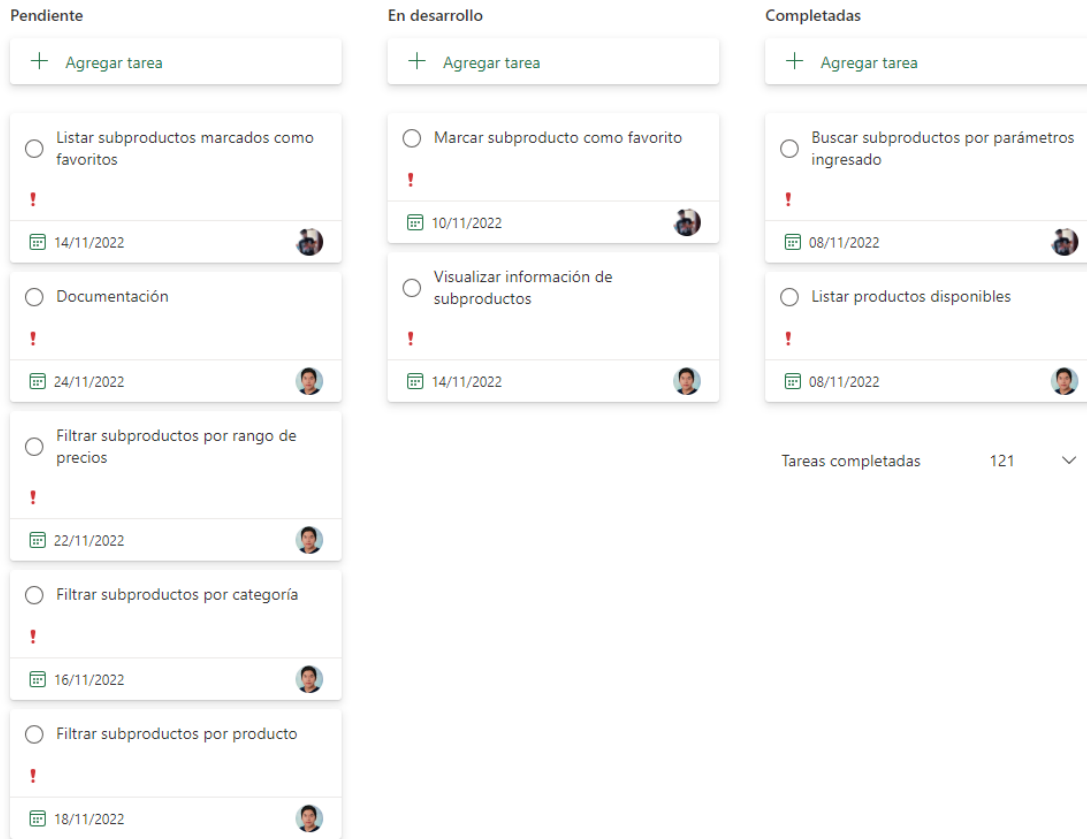 Pendiente
Agregar tarea
Listar subproductos marcados como
favoritos
14/11/2022
Documentación
24/11/2022
Filtrar subproductos por rango de
precios
22/11/2022
Filtrar subproductos por categoría
16/11/2022
Filtrar subproductos por producto
18/11/2022
En desarrollo
Agregar tarea
Marcar subproducto como favorito
10/11/2022
Visualizar información de
subproductos
14/11/2022
Completadas
Agregar tarea
Buscar subproductos por parámetros
ingresado
08/11/2022
Listar productos disponibles
08/11/2022
Tareas completadas 121